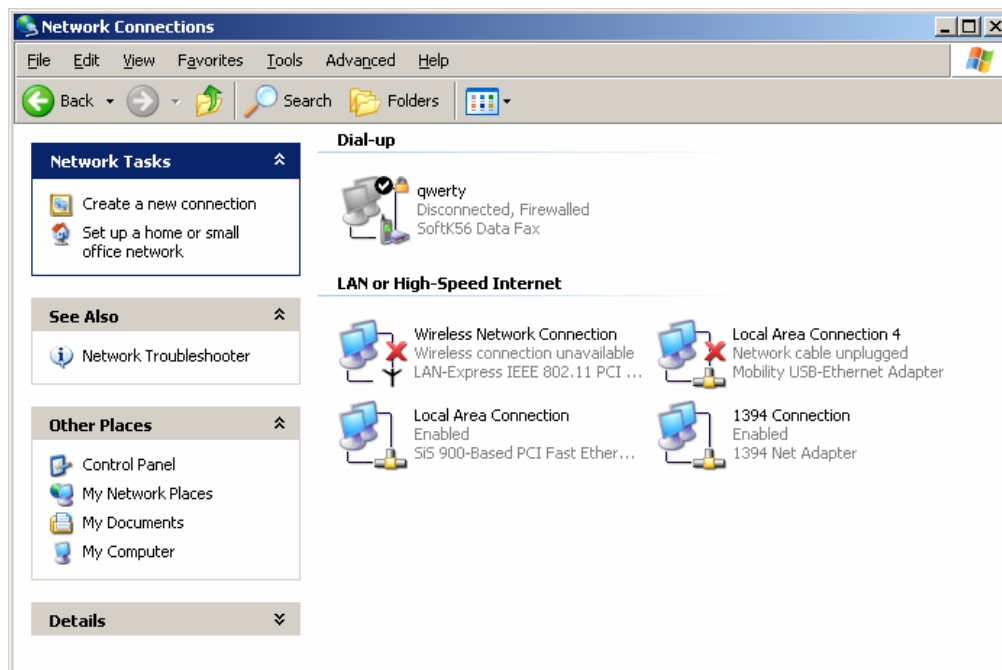 Network Connections
File Edit View Favorites Tools Advanced Help
Back Search Folders
Network Tasks
Create a new connection
Set up a home or small
office network
See Also
Network Troubleshooter
Other Places
Control Panel
My Network Places
My Documents
My Computer
Details
Dial-up
qwerty
Disconnected, Firewalled
SoftK56 Data Fax
LAN or High-Speed Internet
Wireless Network Connection
Wireless connection unavailable
LAN-Express IEEE 802.11 PCI ...
Local Area Connection 4
Network cable unplugged
Mobility USB-Ethernet Adapter
Local Area Connection
Enabled
SiS 900-Based PCI Fast Ether...
1394 Connection
Enabled
1394 Net Adapter